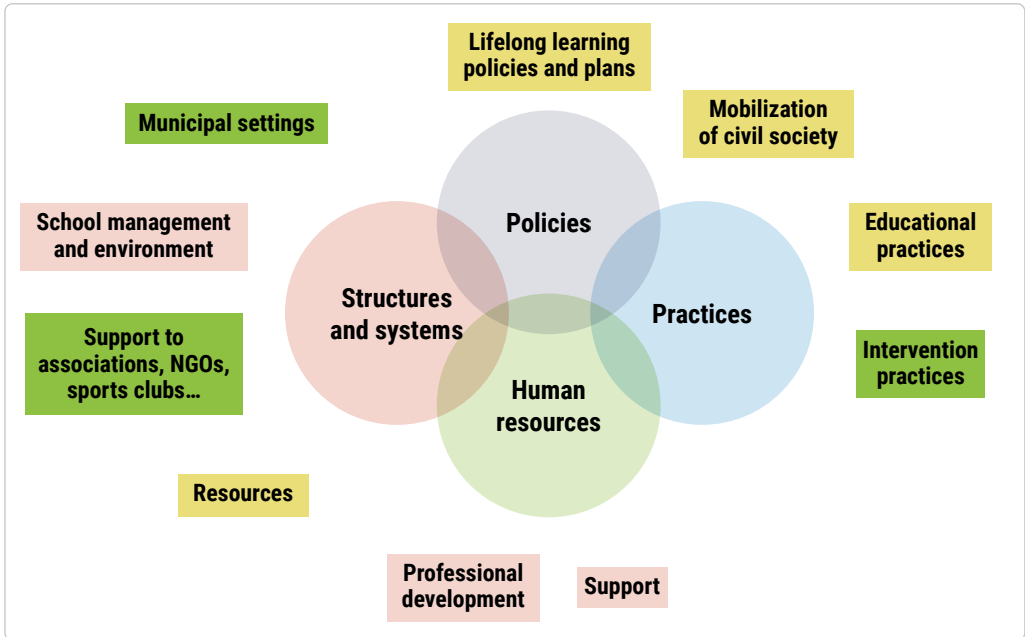 Lifelong learning
policies and plans
Mobilization
of civil society
Municipal settings
School management
and environment
Policies
Educational
practices
Structures
and systems
Practices
Support to
associations, NGOs,
sports clubs…
Intervention
practices
Human
resources
Resources
Professional
development
Support